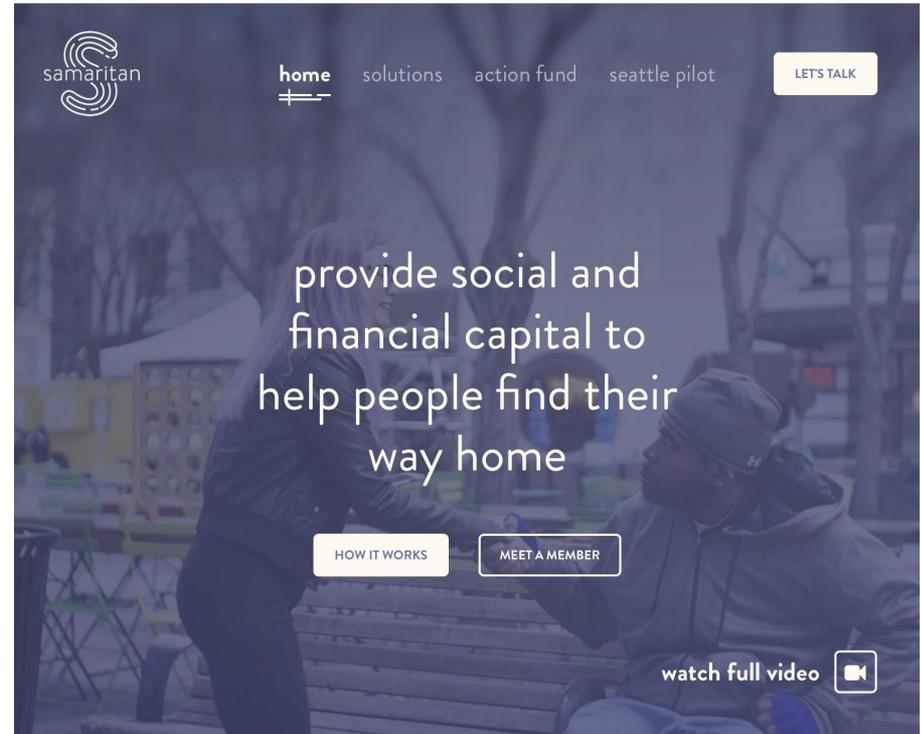 samaritan
home solutions action fund seattle pilot LET'S TALK
provide social and
financial capital to
help people find their
way home
HOW IT WORKS MEET A MEMBER
watch full video